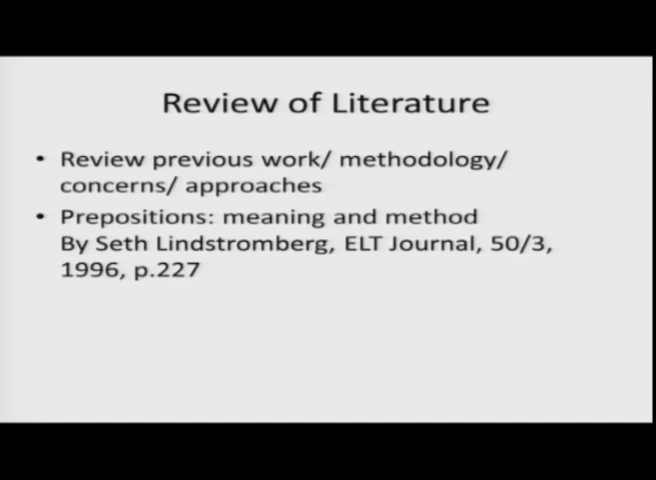 Review of Literature
• Review previous work/ methodology/
concerns/ approaches
• Prepositions: meaning and method
By Seth Lindstromberg, ELT Journal, 50/3,
1996, p.227